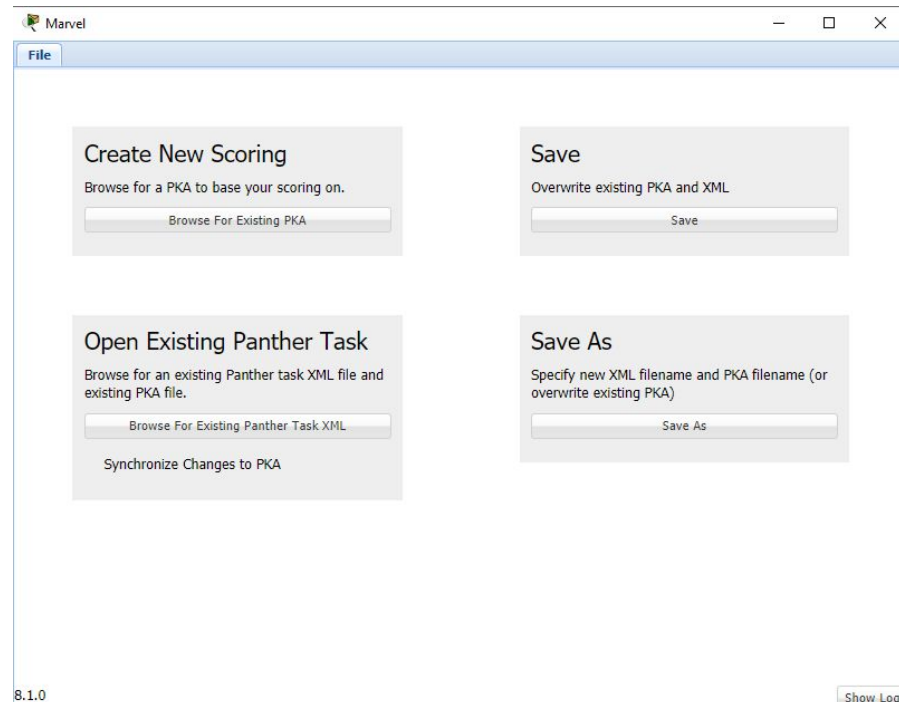 Marvel
File
Create New Scoring
Browse for a PKA to base your scoring on.
Browse For Existing PKA
Save
Overwrite existing PKA and XML
Save
Open Existing Panther Task
Browse for an existing Panther task XML file and
existing PKA file.
Browse For Existing Panther Task XML
Synchronize Changes to PKA
Save As
Specify new XML filename and PKA filename (or
overwrite existing PKA)
Save As
8.1.0
Show Log